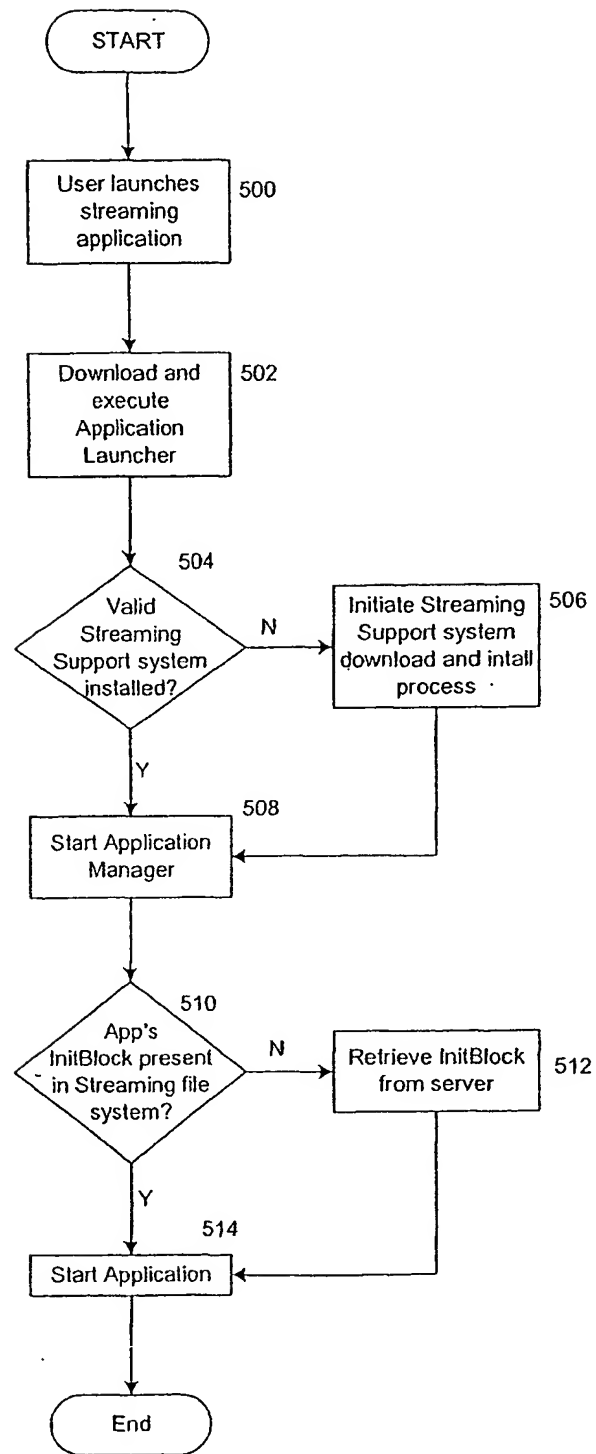 START
User launches
streaming
application
500
Download and
execute
Application
Launcher
502
504
Valid
Streaming
Support system
installed?
N
Initiate Streaming
Support system
download and intall
process
506
Y
508
Start Application
Manager
510
App's
InitBlock present
in Streaming file
system?
N
Retrieve InitBlock
from server
512
Y
514
Start Application
End